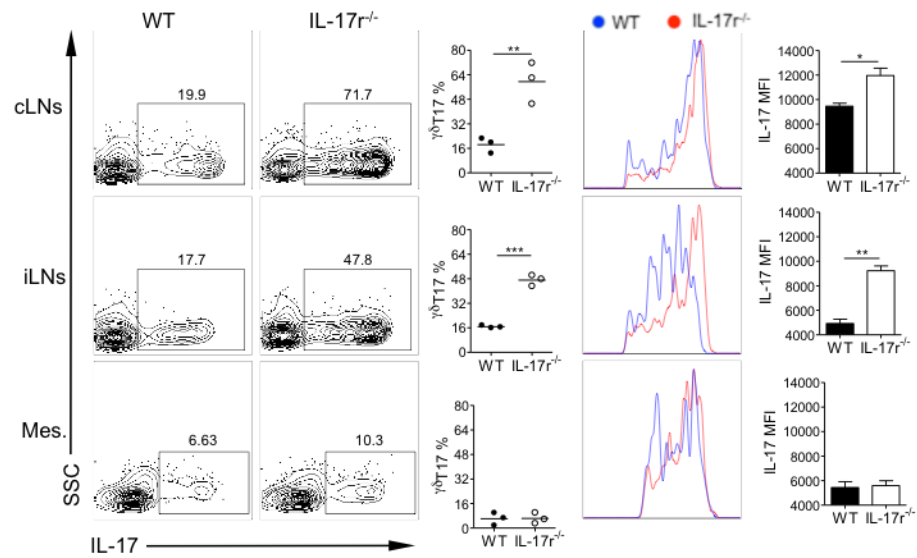 WT IL-17r-/- WT IL-17r-/-
cLNs
19.9 71.7
γδT17 %
80
64
48
32
16
0
**
WT IL-17r-/-
IL-17 MFI
14000
12000
10000
8000
6000
4000
*
WT IL-17r-/-
iLNs
17.7 47.8
γδT17 %
80
64
48
32
16
0
***
WT IL-17r-/-
IL-17 MFI
14000
12000
10000
8000
6000
4000
**
WT IL-17r-/-
Mes.
6.63 10.3
γδT17 %
80
64
48
32
16
0
WT IL-17r-/-
IL-17 MFI
14000
12000
10000
8000
6000
4000
WT IL-17r-/-
SSC
IL-17